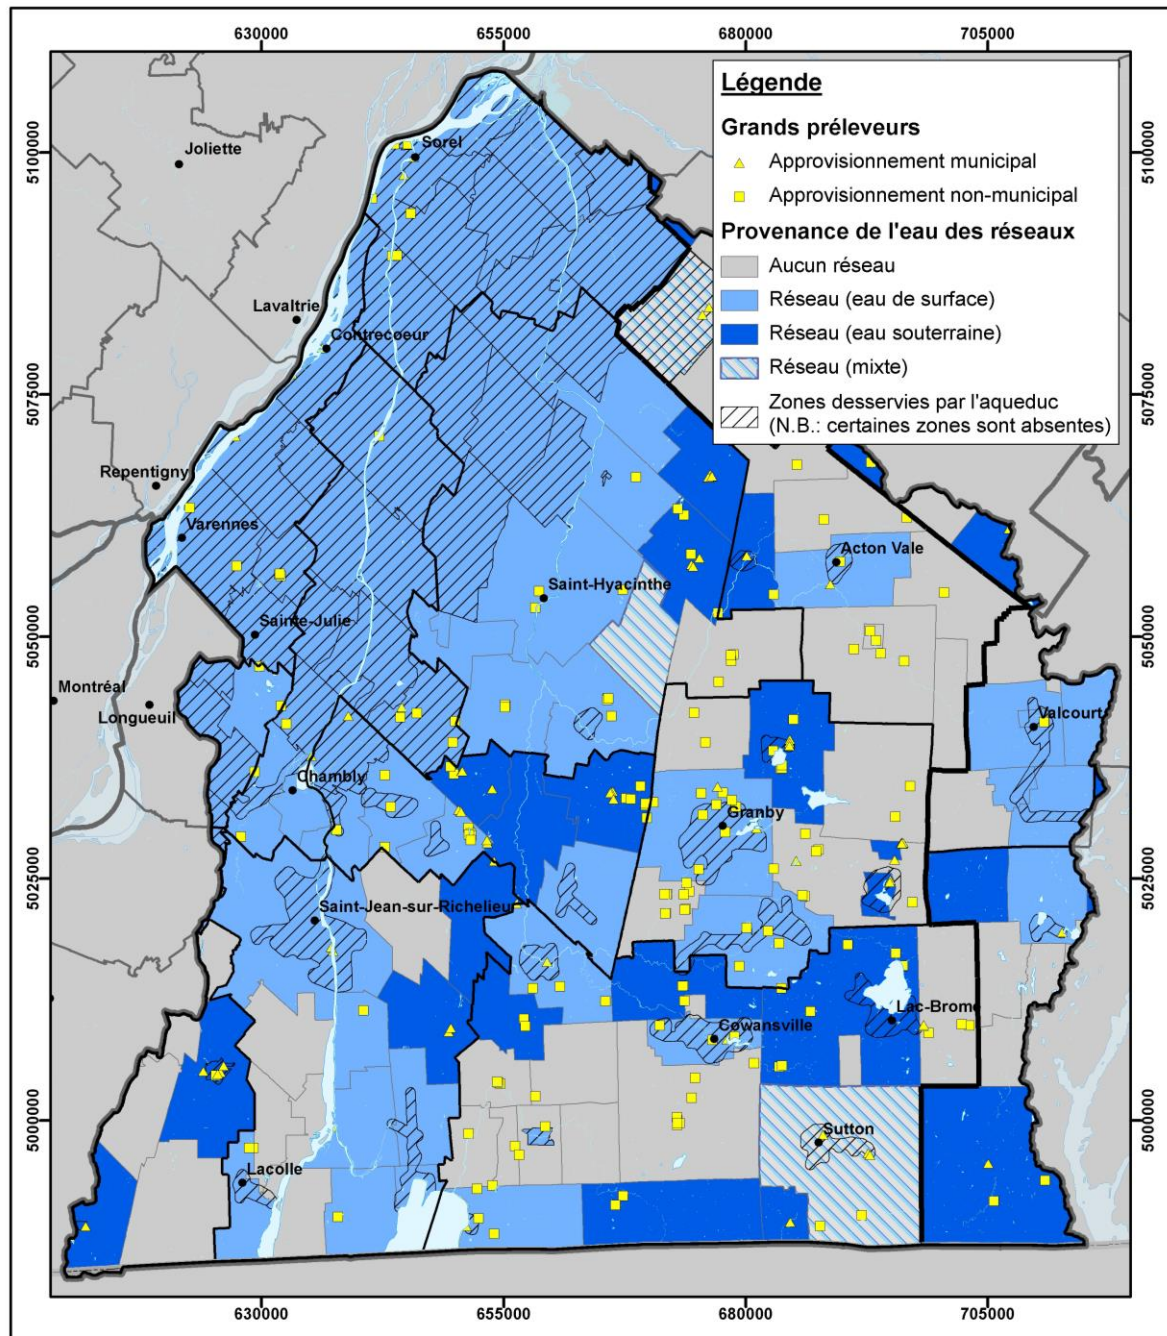 630000 655000 680000 705000
Légende
Grands préleveurs
Approvisionnement municipal
Approvisionnement non-municipal
Provenance de l'eau des réseaux
Aucun réseau
Réseau (eau de surface)
Réseau (eau souterraine)
Réseau (mixte)
Zones desservies par l'aqueduc
(N.B.: certaines zones sont absentes)
5100000 5100000
Joliette
Sorel
Lavaltrie
Contrecoeur
5075000 5075000
Repentigny
Varennes
Acton Vale
Saint-Hyacinthe
Sainte-Julie
5050000 5050000
Montréal
Longueuil
Valcourt
Chambly
Granby
5025000 5025000
Saint-Jean-sur-Richelieu
Lac-Brome
Cowansville
5000000 5000000
Sutton
Lacolle
630000 655000 680000 705000